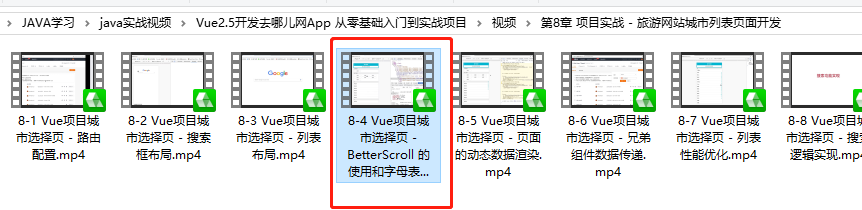 JAVA学习 > java实战视频 > Vue2.5开发去哪儿网App 从零基础入门到实战项目 > 视频 > 第8章 项目实战 - 旅游网站城市列表页面开发
8-1 Vue项目城
市选择页 - 路由
配置.mp4
8-2 Vue项目城
市选择页 - 搜索
框布局.mp4
8-3 Vue项目城
市选择页 - 列表
布局.mp4
8-4 Vue项目城
市选择页 -
BetterScroll 的
使用和字母表...
8-5 Vue项目城
市选择页 - 页面
的动态数据渲染.
mp4
8-6 Vue项目城
市选择页 - 兄弟
组件数据传递.
mp4
8-7 Vue项目城
市选择页 - 列表
性能优化.mp4
8-8 Vue项目
市选择页 - 搜
逻辑实现.mp
Google